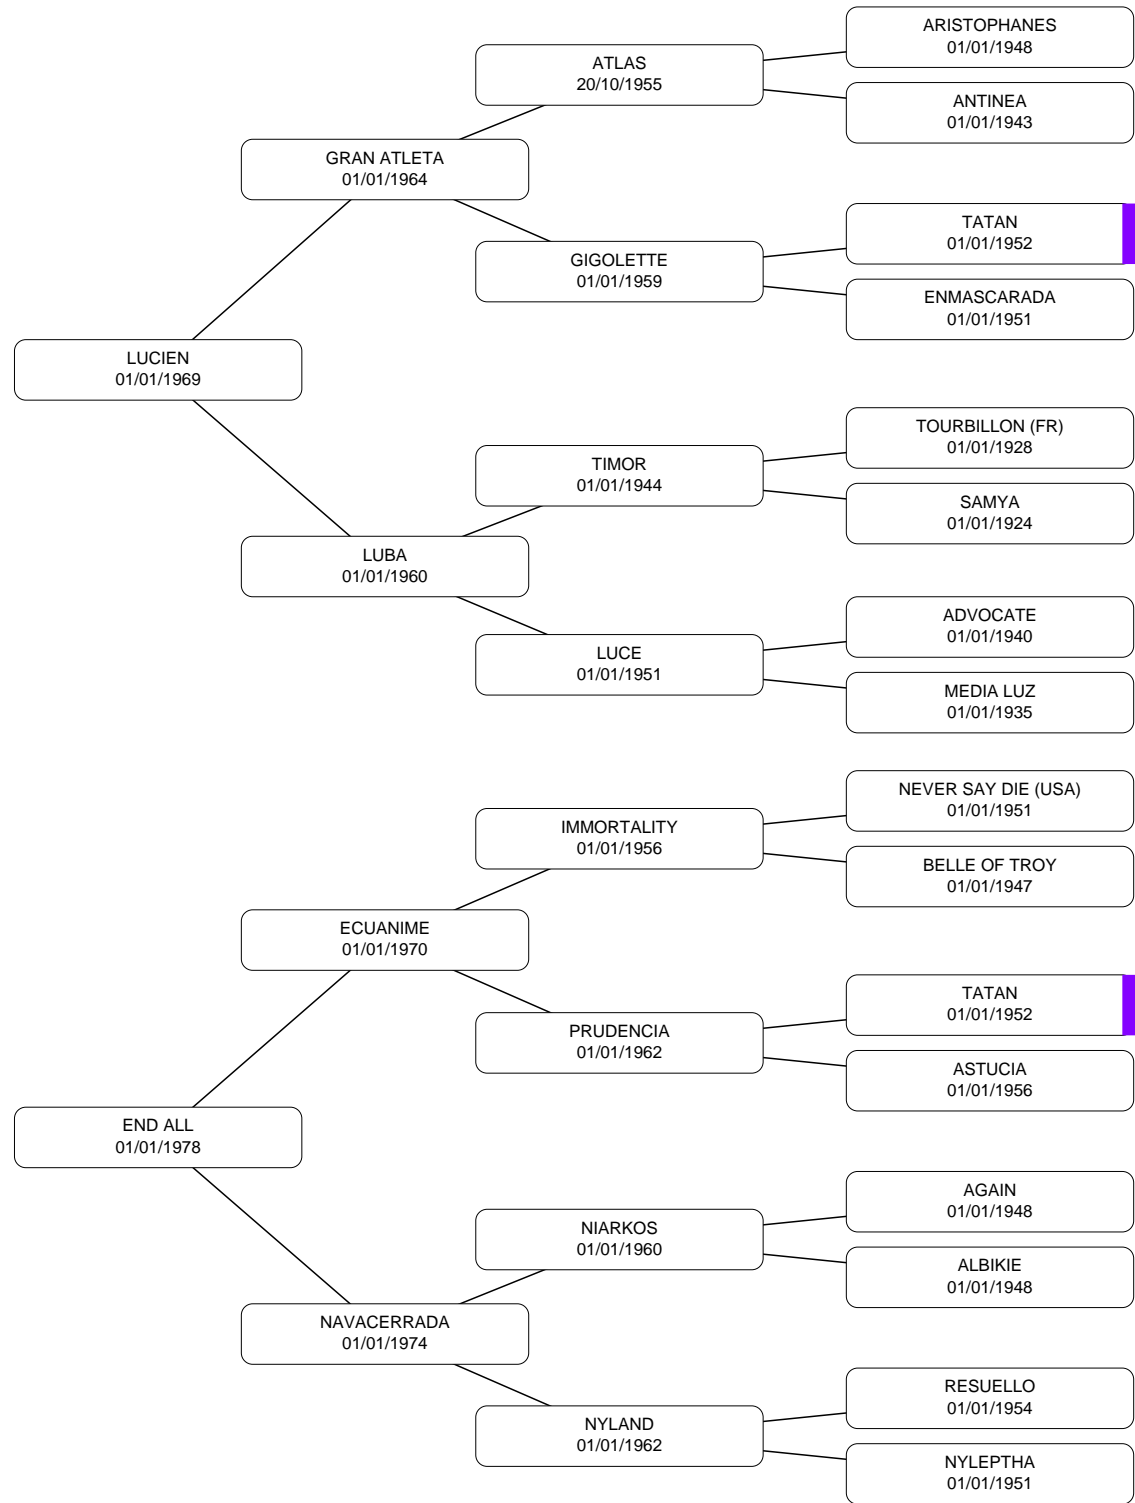 ARISTOPHANES
01/01/1948
ATLAS
20/10/1955
ANTINEA
01/01/1943
GRAN ATLETA
01/01/1964
TATAN
01/01/1952
GIGOLETTE
01/01/1959
ENMASCARADA
01/01/1951
LUCIEN
01/01/1969
TOURBILLON (FR)
01/01/1928
TIMOR
01/01/1944
SAMYA
01/01/1924
LUBA
01/01/1960
ADVOCATE
01/01/1940
LUCE
01/01/1951
MEDIA LUZ
01/01/1935
NEVER SAY DIE (USA)
01/01/1951
IMMORTALITY
01/01/1956
BELLE OF TROY
01/01/1947
ECUANIME
01/01/1970
TATAN
01/01/1952
PRUDENCIA
01/01/1962
ASTUCIA
01/01/1956
END ALL
01/01/1978
AGAIN
01/01/1948
NIARKOS
01/01/1960
ALBIKIE
01/01/1948
NAVACERRADA
01/01/1974
RESUELLO
01/01/1954
NYLAND
01/01/1962
NYLEPTHA
01/01/1951